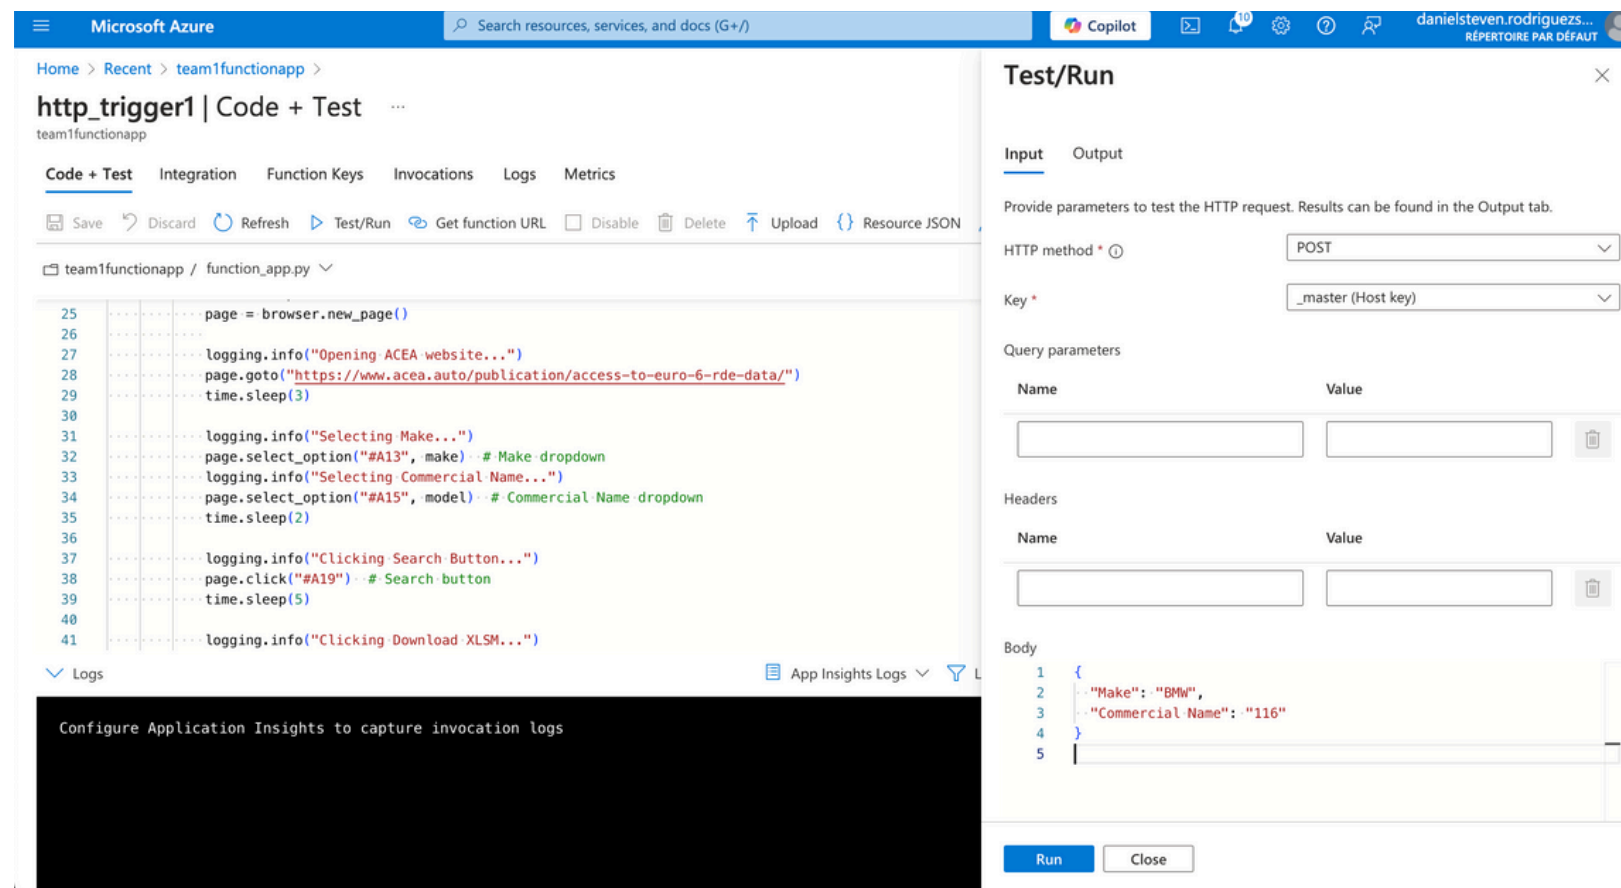 Microsoft Azure
Search resources, services, and docs (G+/)
Copilot
10
danielsteven.rodriguezs...
RÉPERTOIRE PAR DÉFAUT
Home > Recent > team1functionapp >
http_trigger1 | Code + Test ...
team1functionapp
Code + Test Integration Function Keys Invocations Logs Metrics
Save Discard Refresh Test/Run Get function URL Disable Delete Upload {} Resource JSON
team1functionapp / function_app.py
25 page = browser.new_page()
26
27 logging.info("Opening ACEA website...")
28 page.goto("https://www.acea.auto/publication/access-to-euro-6-rde-data/")
29 time.sleep(3)
30
31 logging.info("Selecting Make...")
32 page.select_option("#A13", make) # Make dropdown
33 logging.info("Selecting Commercial Name...")
34 page.select_option("#A15", model) # Commercial Name dropdown
35 time.sleep(2)
36
37 logging.info("Clicking Search Button...")
38 page.click("#A19") # Search button
39 time.sleep(5)
40
41 logging.info("Clicking Download XLSM...")
Logs
App Insights Logs
L
Configure Application Insights to capture invocation logs
Test/Run
Input Output
Provide parameters to test the HTTP request. Results can be found in the Output tab.
HTTP method * POST
Key * _master (Host key)
Query parameters
Name Value
Headers
Name Value
Body
1 {
2 "Make": "BMW",
3 "Commercial Name": "116"
4 }
5
Run Close